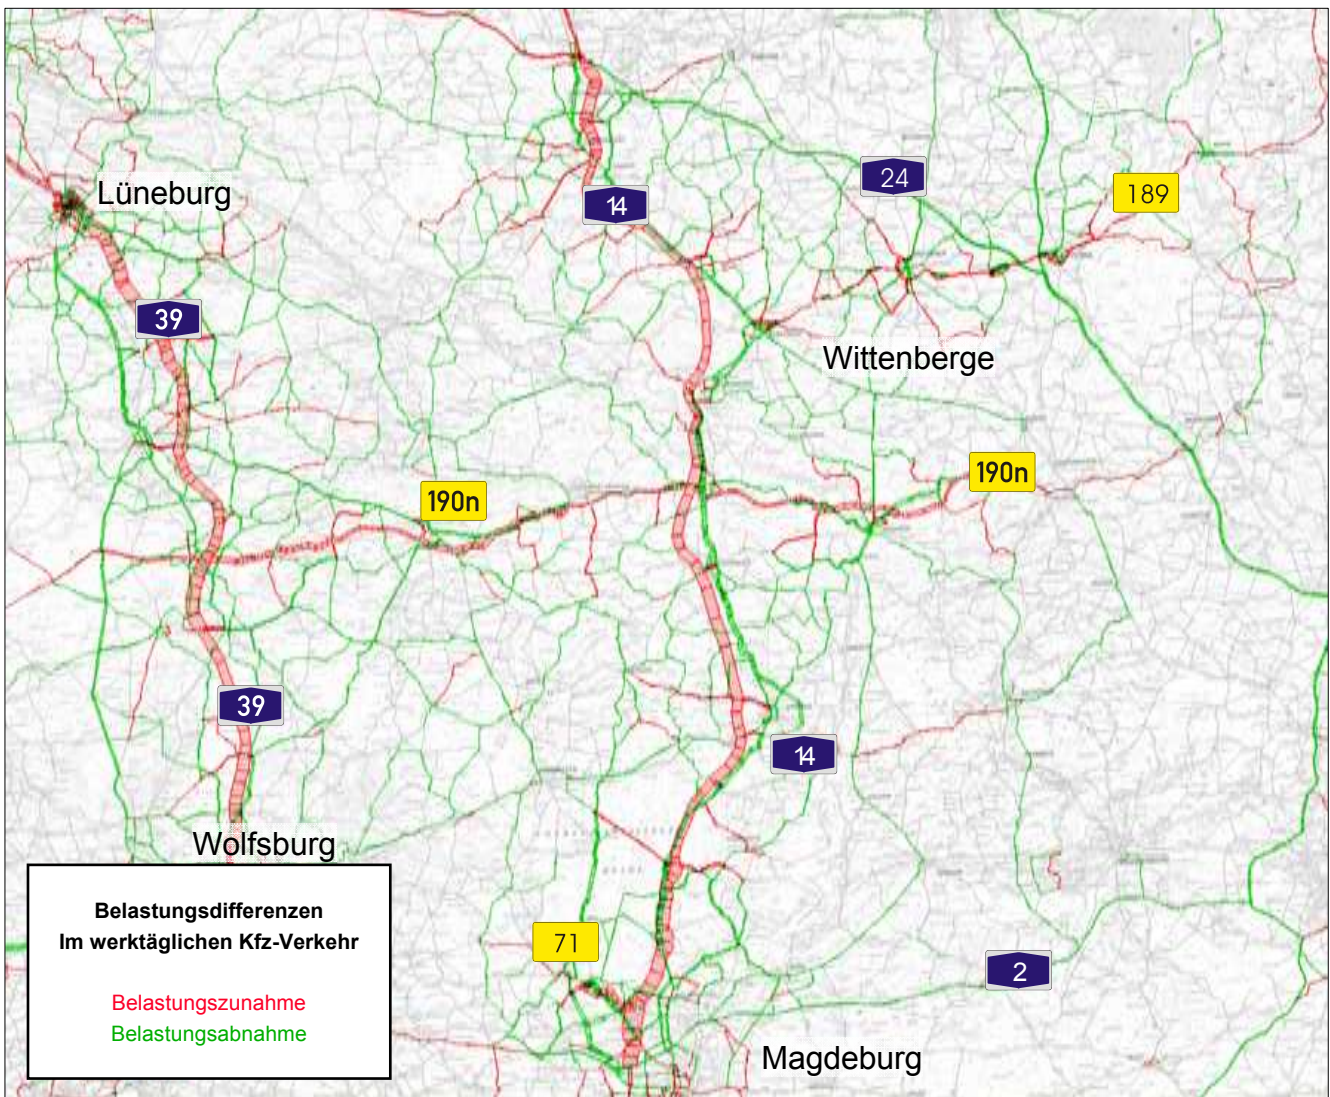 24
189
14
Lüneburg
39
Wittenberge
190n
190n
39
14
Wolfsburg
Belastungsdifferenzen
Im werktäglichen Kfz-Verkehr
Belastungszunahme
Belastungsabnahme
71
2
Magdeburg